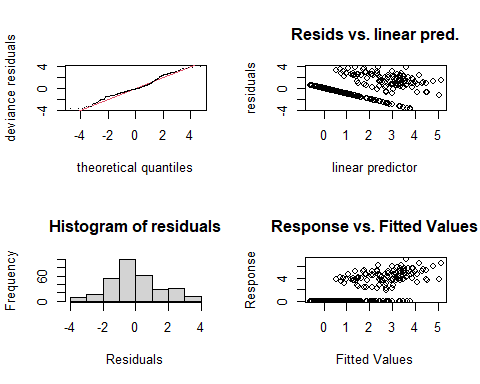 deviance residuals
-4 0 2 4
-4 -2 0 2 4
theoretical quantiles
Resids vs. linear pred.
residuals
-4 0 2 4
0 1 2 3 4 5
linear predictor
Histogram of residuals
Frequency
0 60
-4 -2 0 2 4
Residuals
Response vs. Fitted Values
Response
0 4
0 1 2 3 4 5
Fitted Values